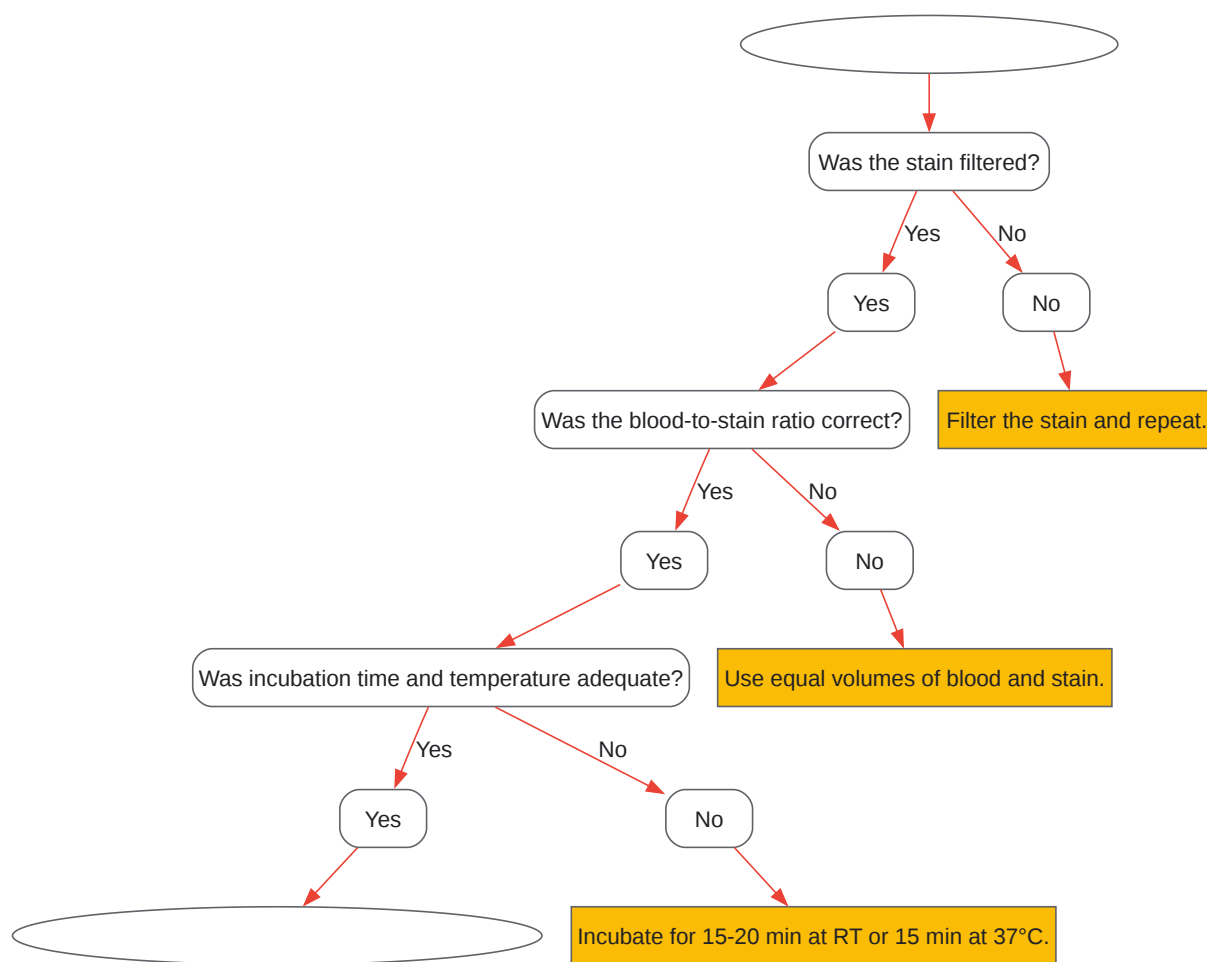 Was the stain filtered?
Yes
No
Yes
No
Was the blood-to-stain ratio correct?
Filter the stain and repeat.
Yes
No
Yes
No
Was incubation time and temperature adequate?
Use equal volumes of blood and stain.
Yes
No
Yes
No
Incubate for 15-20 min at RT or 15 min at 37°C.